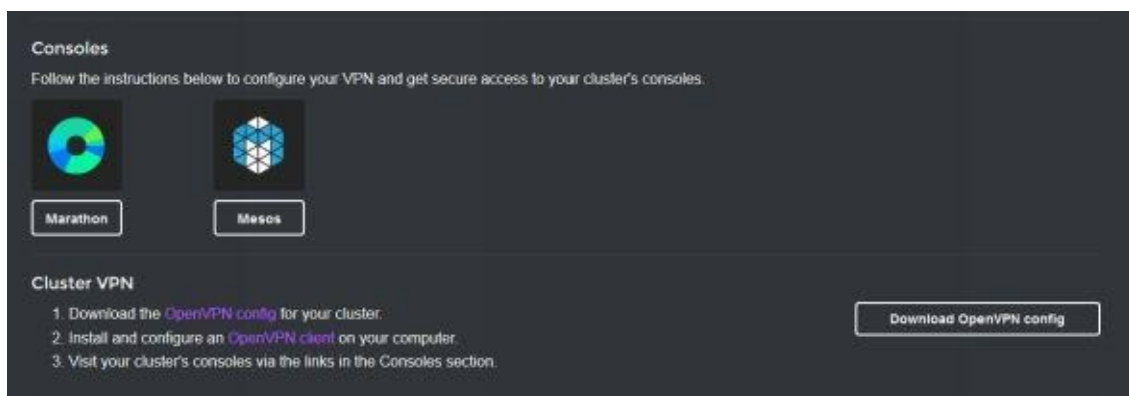 Consoles
Follow the instructions below to configure your VPN and get secure access to your cluster's consoles.
Marathon
Mesos
Cluster VPN
1. Download the OpenVPN config for your cluster.
2. Install and configure an OpenVPN client on your computer.
3. Visit your cluster's consoles via the links in the Consoles section.
Download OpenVPN config